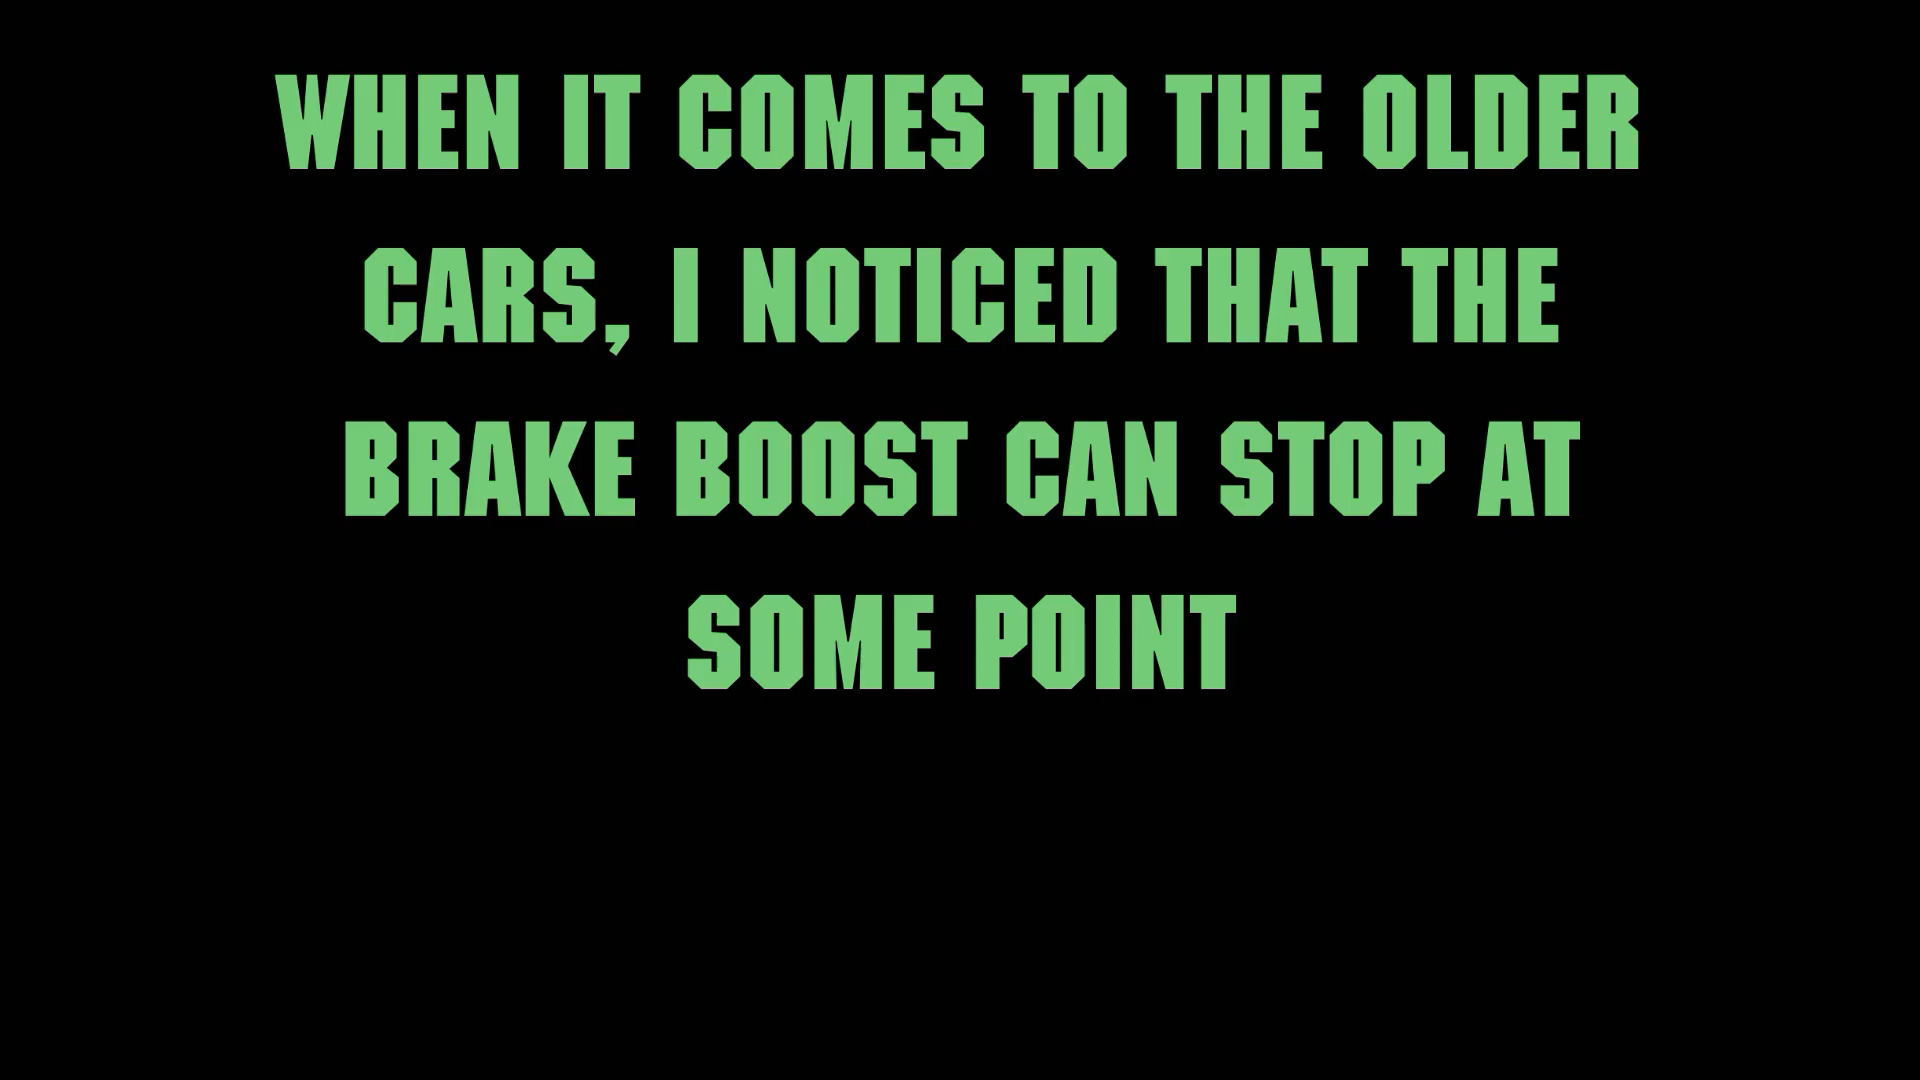 WHEN IT COMES TO THE OLDER
CARS, I NOTICED THAT THE
BRAKE BOOST CAN STOP AT
SOME POINT